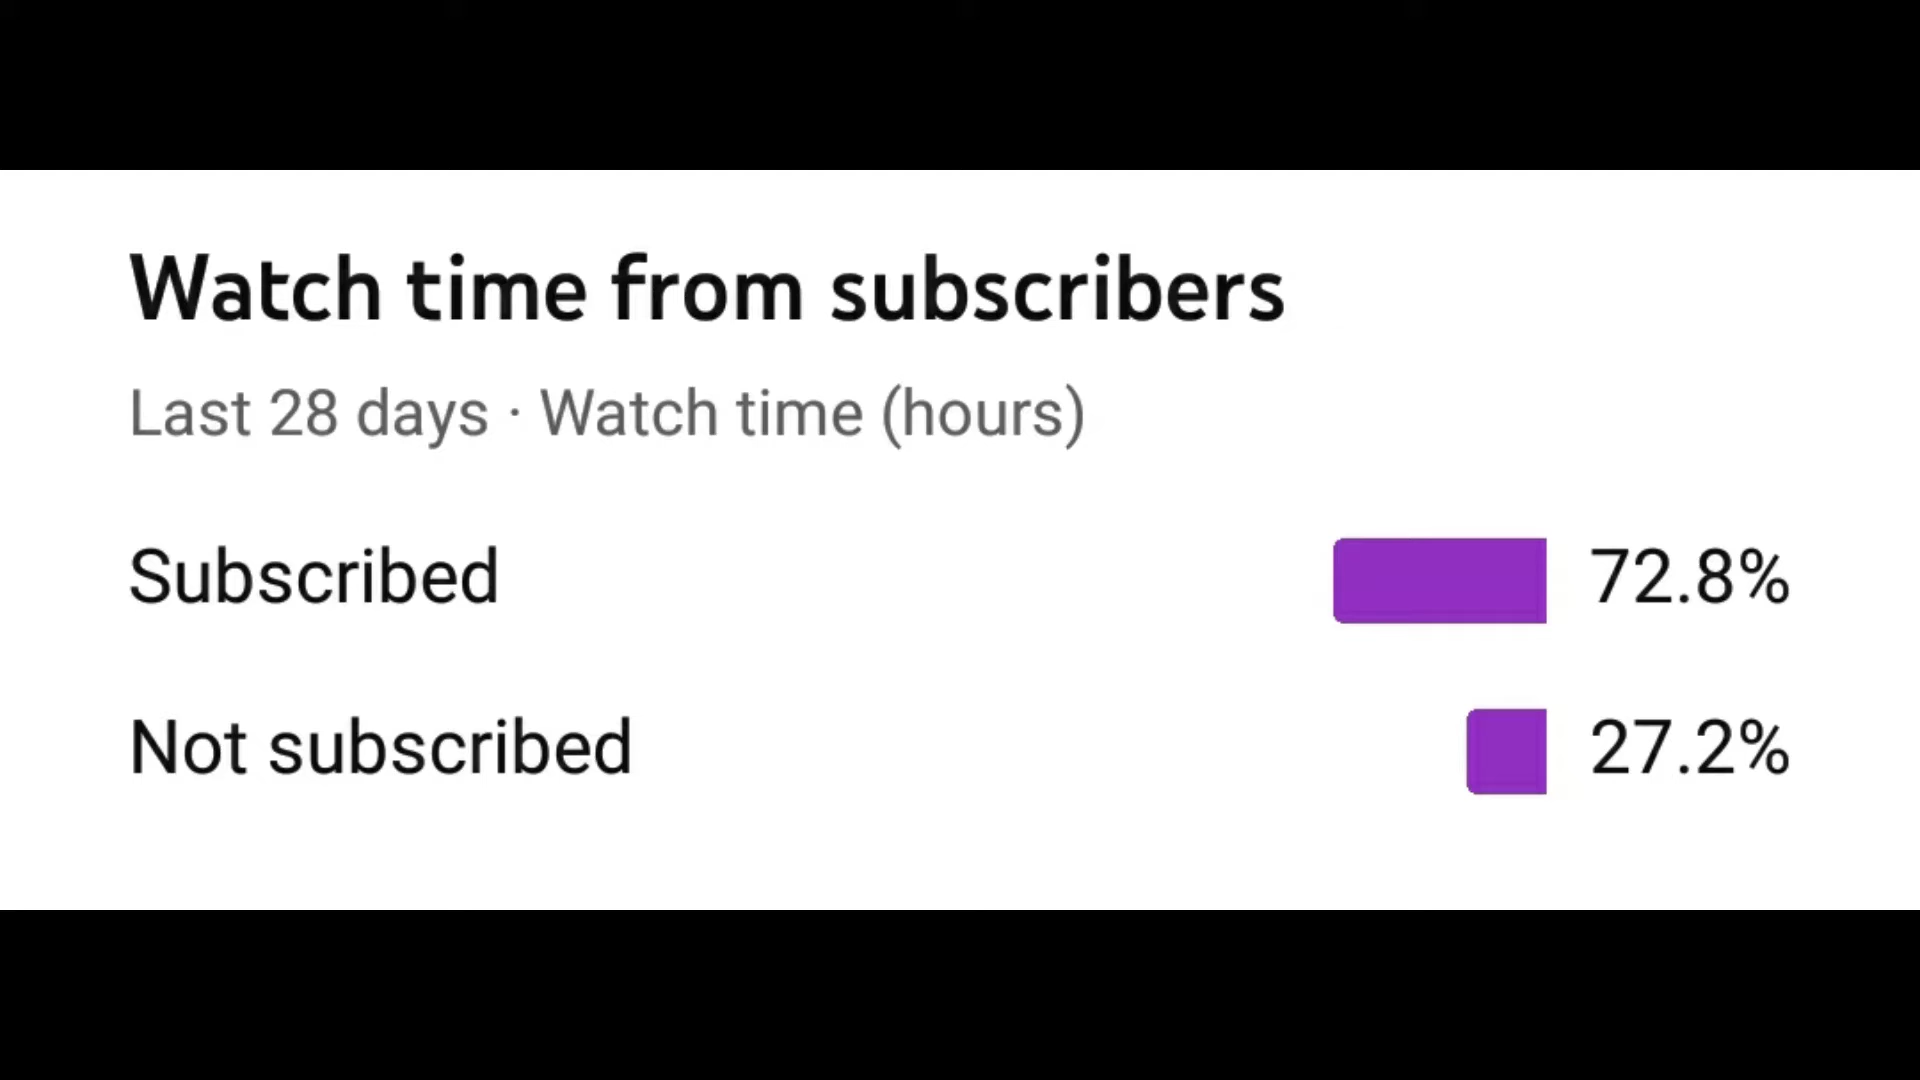 Watch time from subscribers
Last 28 days · Watch time (hours)
Subscribed 72.8%
Not subscribed 27.2%